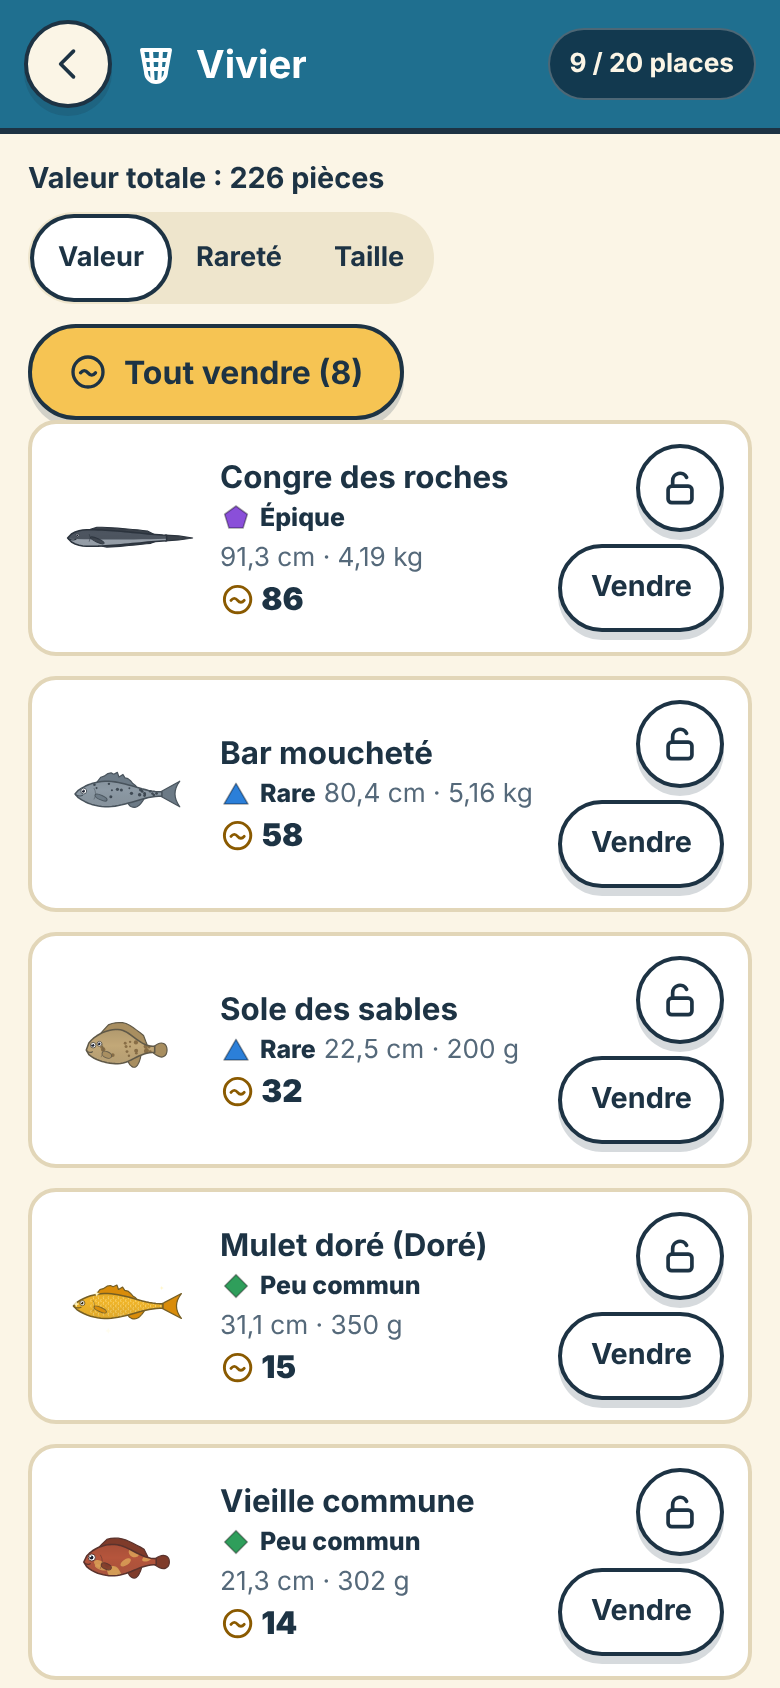 Vivier
9 / 20 places
Valeur totale : 226 pièces
Valeur Rareté Taille
Tout vendre (8)
Congre des roches
Épique
91,3 cm · 4,19 kg
86
Vendre
Bar moucheté
Rare 80,4 cm · 5,16 kg
58
Vendre
Sole des sables
Rare 22,5 cm · 200 g
32
Vendre
Mulet doré (Doré)
Peu commun
31,1 cm · 350 g
15
Vendre
Vieille commune
Peu commun
21,3 cm · 302 g
14
Vendre